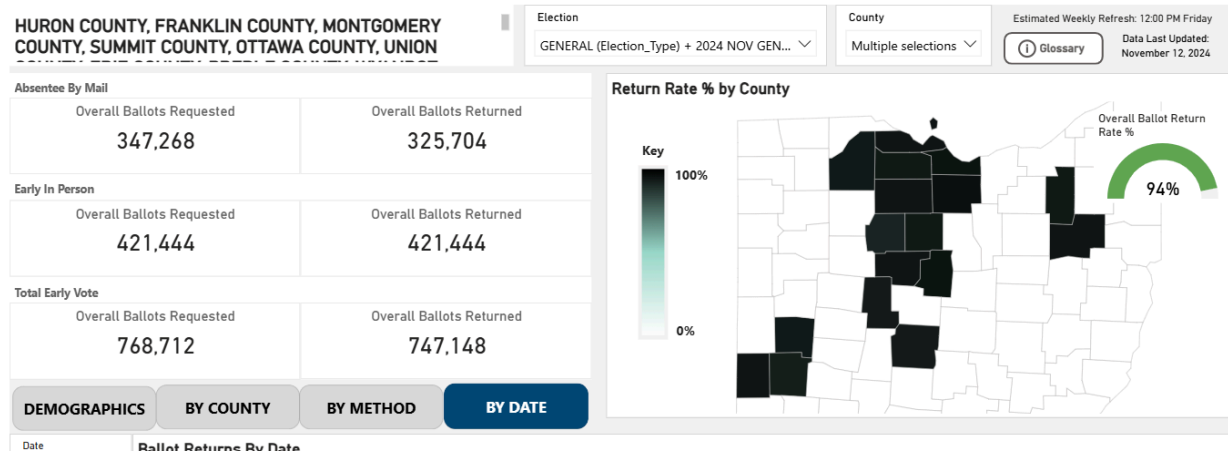 HURON COUNTY, FRANKLIN COUNTY, MONTGOMERY
COUNTY, SUMMIT COUNTY, OTTAWA COUNTY, UNION
Election
GENERAL (Election_Type) + 2024 NOV GEN...
County
Multiple selections
Estimated Weekly Refresh: 12:00 PM Friday
Glossary
Data Last Updated:
November 12, 2024
Absentee By Mail
Overall Ballots Requested
347,268
Overall Ballots Returned
325,704
Early In Person
Overall Ballots Requested
421,444
Overall Ballots Returned
421,444
Total Early Vote
Overall Ballots Requested
768,712
Overall Ballots Returned
747,148
DEMOGRAPHICS
BY COUNTY
BY METHOD
BY DATE
Return Rate % by County
Key
100%
0%
Overall Ballot Return
Rate %
94%
Date
Ballot Returns By Date